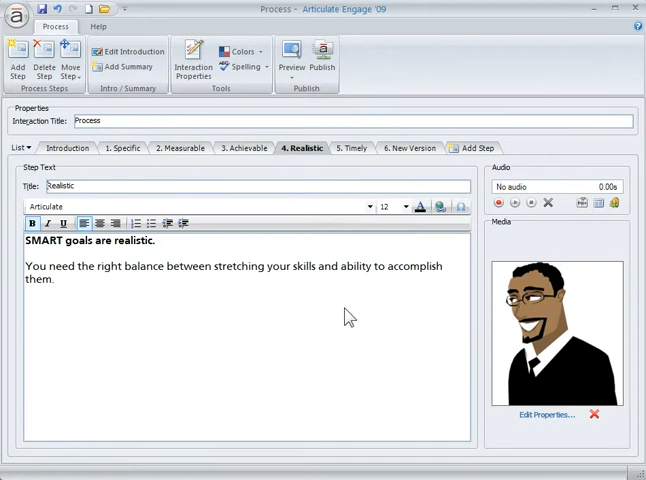 Process - Articulate Engage '09
Process
Help
Add Step
Delete Step
Move Step
Process Steps
Edit Introduction
Add Summary
Intro / Summary
Interaction Properties
Colors
Spelling
Tools
Preview
Publish
Publish
Properties
Interaction Title:
Process
List
Introduction
1. Specific
2. Measurable
3. Achievable
4. Realistic
5. Timely
6. New Version
Add Step
Step Text
Title:
Realistic
Articulate
12
A
B
I
U
SMART goals are realistic.
You need the right balance between stretching your skills and ability to accomplish
them.
Audio
No audio
0.00s
Media
Edit Properties...